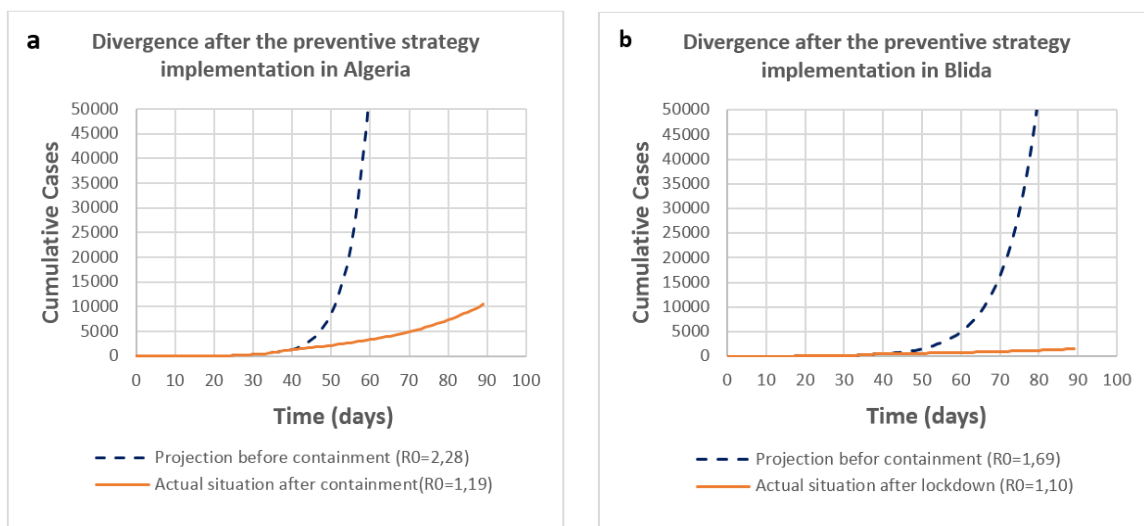 a
Divergence after the preventive strategy
implementation in Algeria
Cumulative Cases
50000
45000
40000
35000
30000
25000
20000
15000
10000
5000
0
0 10 20 30 40 50 60 70 80 90 100
Time (days)
Projection before containment (R0=2,28)
Actual situation after containment(R0=1,19)
b
Divergence after the preventive strategy
implementation in Blida
Cumulative Cases
50000
45000
40000
35000
30000
25000
20000
15000
10000
5000
0
0 10 20 30 40 50 60 70 80 90 100
Time (days)
Projection befor containment (R0=1,69)
Actual situation after lockdown (R0=1,10)